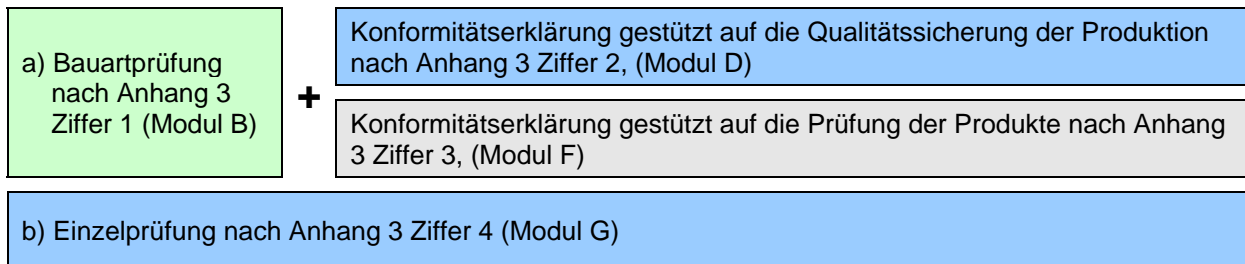 a) Bauartprüfung
nach Anhang 3
Ziffer 1 (Modul B)
+
Konformitätserklärung gestützt auf die Qualitätssicherung der Produktion
nach Anhang 3 Ziffer 2, (Modul D)
Konformitätserklärung gestützt auf die Prüfung der Produkte nach Anhang
3 Ziffer 3, (Modul F)
b) Einzelprüfung nach Anhang 3 Ziffer 4 (Modul G)